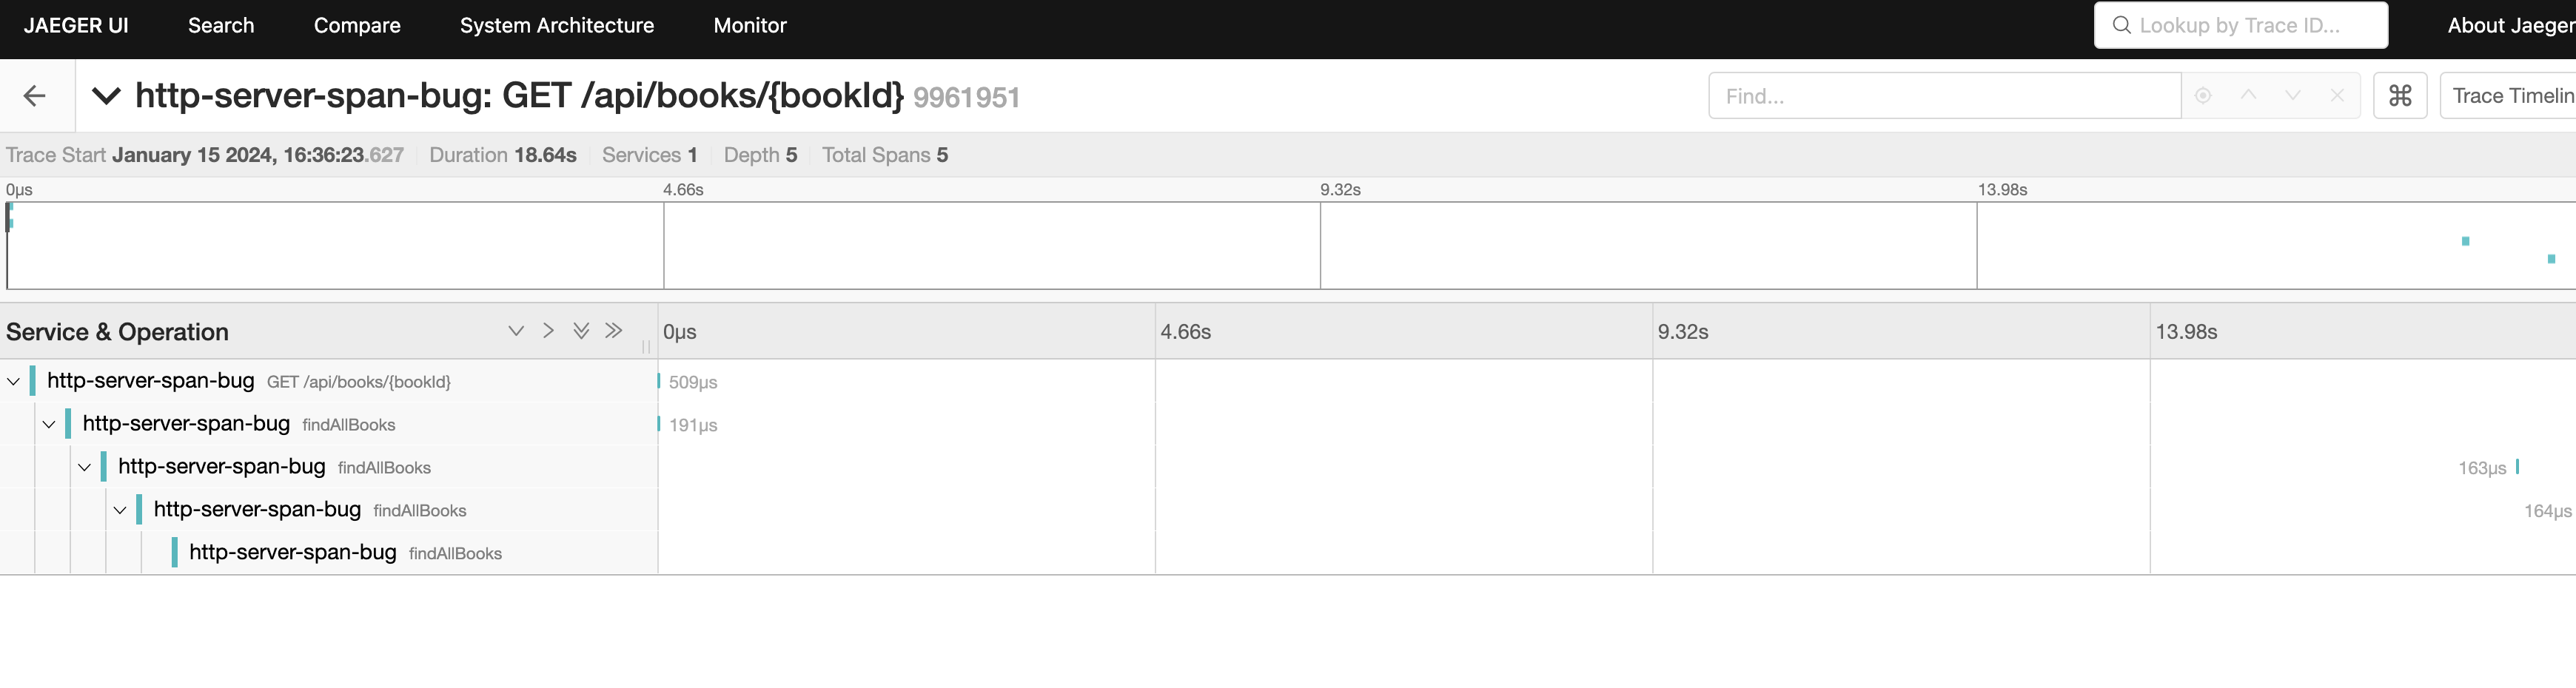 JAEGER UI Search Compare System Architecture Monitor Lookup by Trace ID... About Jaeger
http-server-span-bug: GET /api/books/{bookId} 9961951 Find... ⌘ Trace Timelin
Trace Start January 15 2024, 16:36:23.627 Duration 18.64s Services 1 Depth 5 Total Spans 5
0μs 4.66s 9.32s 13.98s
Service & Operation 0μs 4.66s 9.32s 13.98s
http-server-span-bug GET /api/books/{bookId} 509μs
http-server-span-bug findAllBooks 191μs
http-server-span-bug findAllBooks 163μs
http-server-span-bug findAllBooks 164μs
http-server-span-bug findAllBooks